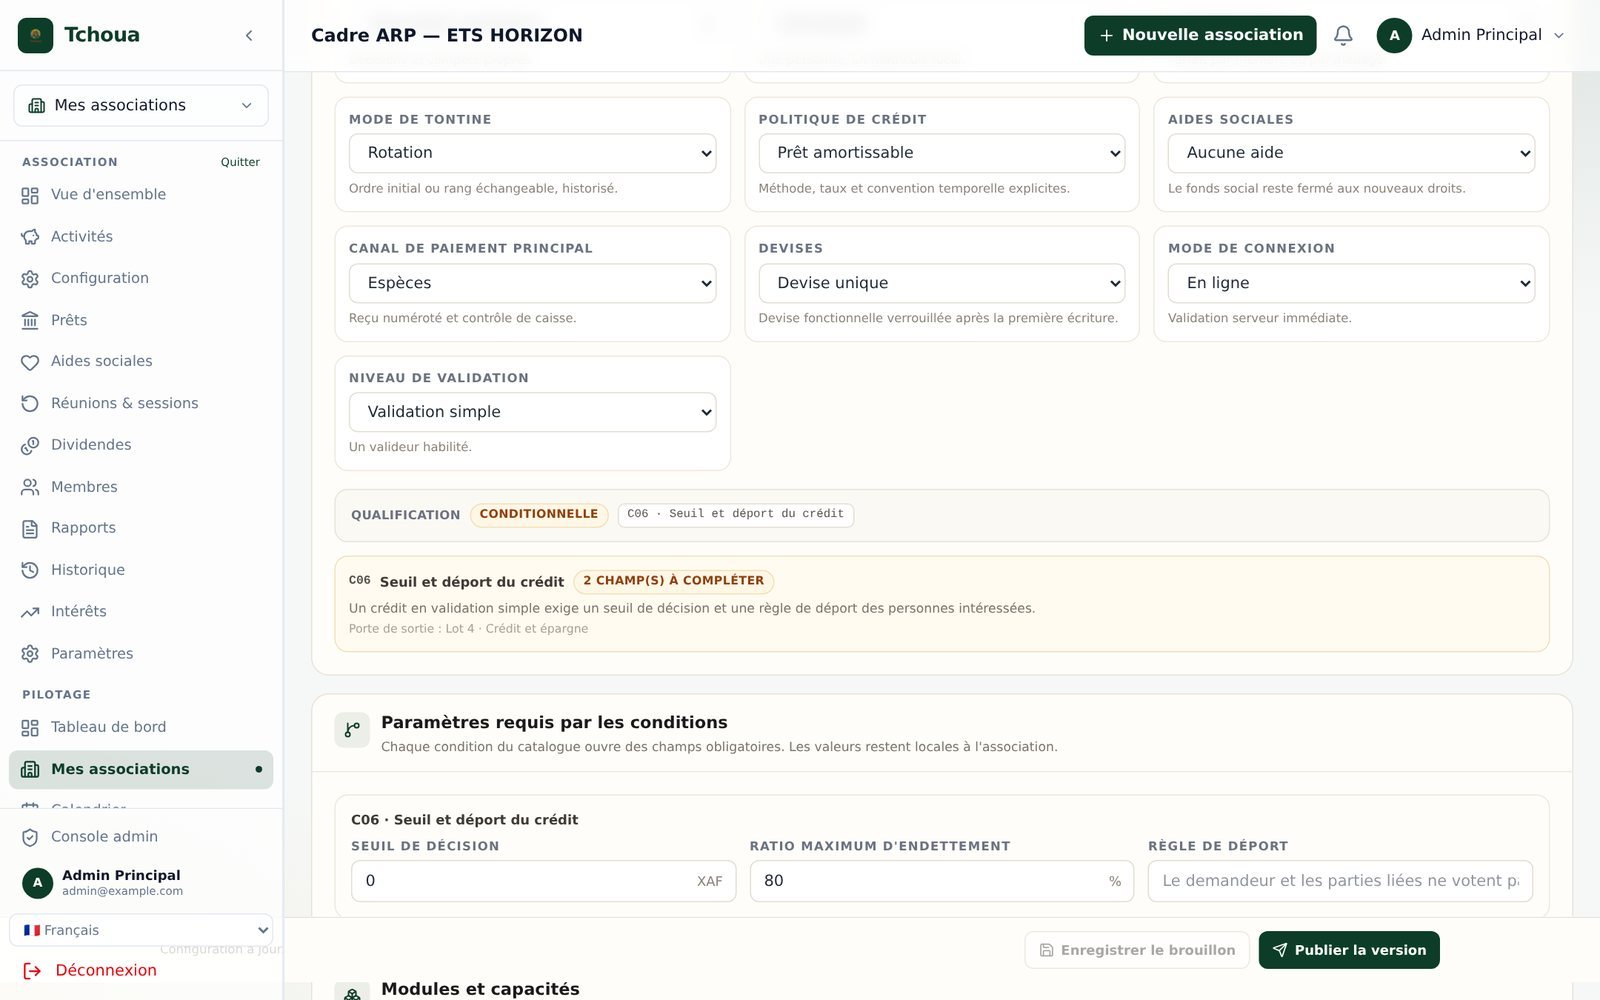 Tchoua
Mes associations
ASSOCIATION Quitter
Vue d'ensemble
Activités
Configuration
Prêts
Aides sociales
Réunions & sessions
Dividendes
Membres
Rapports
Historique
Intérêts
Paramètres
PILOTAGE
Tableau de bord
Mes associations
Calendrier
Console admin
A
Admin Principal
admin@example.com
Français
Configuration à jour
Déconnexion
Cadre ARP — ETS HORIZON
Nouvelle association
A Admin Principal
MODE DE TONTINE
Rotation
Ordre initial ou rang échangeable, historisé.
POLITIQUE DE CRÉDIT
Prêt amortissable
Méthode, taux et convention temporelle explicites.
AIDES SOCIALES
Aucune aide
Le fonds social reste fermé aux nouveaux droits.
CANAL DE PAIEMENT PRINCIPAL
Espèces
Reçu numéroté et contrôle de caisse.
DEVISES
Devise unique
Devise fonctionnelle verrouillée après la première écriture.
MODE DE CONNEXION
En ligne
Validation serveur immédiate.
NIVEAU DE VALIDATION
Validation simple
Un valideur habilité.
QUALIFICATION CONDITIONNELLE C06 · Seuil et déport du crédit
C06 Seuil et déport du crédit 2 CHAMP(S) À COMPLÉTER
Un crédit en validation simple exige un seuil de décision et une règle de déport des personnes intéressées.
Porte de sortie : Lot 4 · Crédit et épargne
Paramètres requis par les conditions
Chaque condition du catalogue ouvre des champs obligatoires. Les valeurs restent locales à l'association.
C06 · Seuil et déport du crédit
SEUIL DE DÉCISION
0 XAF
RATIO MAXIMUM D'ENDETTEMENT
80 %
RÈGLE DE DÉPORT
Le demandeur et les parties liées ne votent pa
Enregistrer le brouillon
Publier la version
Modules et capacités